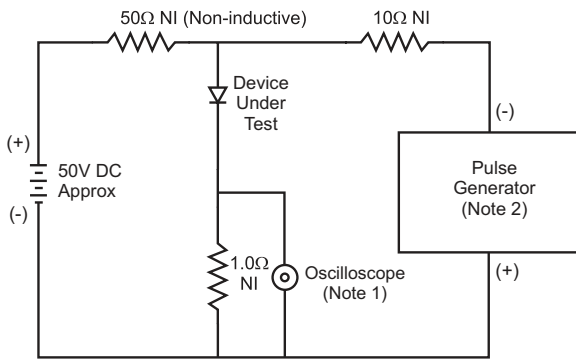 50Ω NI (Non-inductive)
10Ω NI
Device
Under
Test
(-)
(+)
50V DC
Approx
(-)
Pulse
Generator
(Note 2)
1.0Ω
NI
Oscilloscope
(Note 1)
(+)